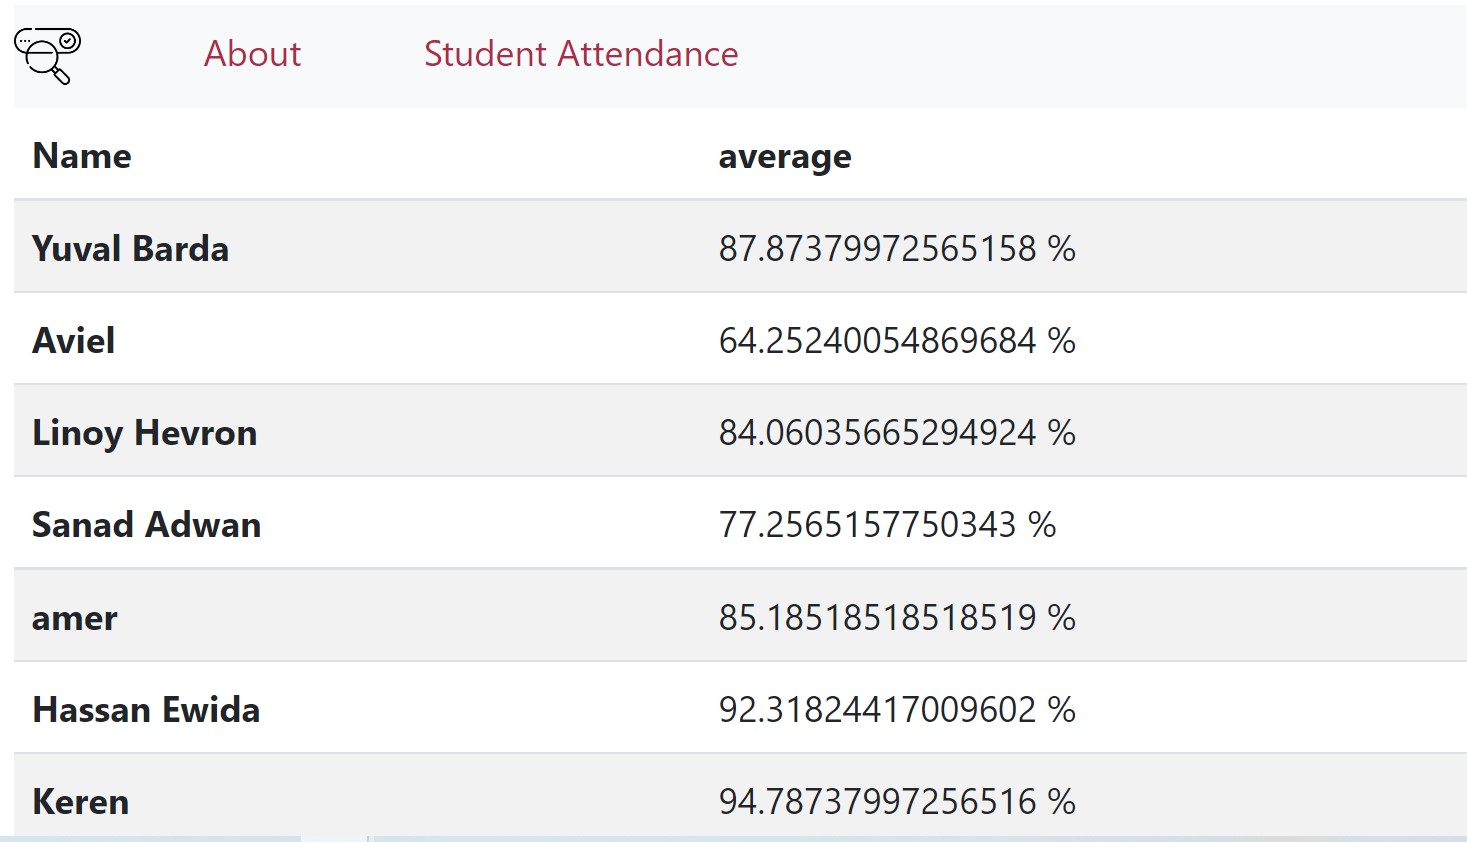 About Student Attendance
Name average
Yuval Barda 87.87379972565158 %
Aviel 64.25240054869684 %
Linoy Hevron 84.06035665294924 %
Sanad Adwan 77.2565157750343 %
amer 85.18518518518519 %
Hassan Ewida 92.31824417009602 %
Keren 94.78737997256516 %